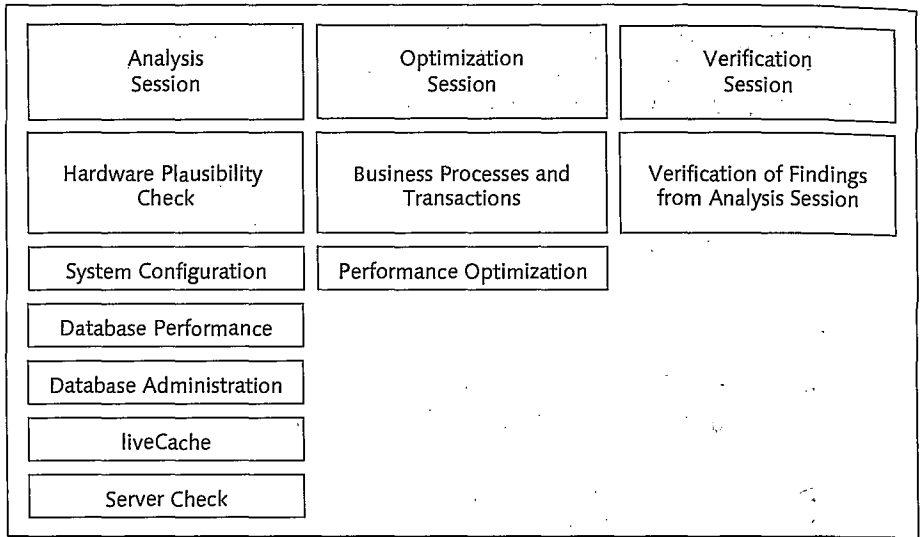 Analysis
Session
Optimization
Session
Verification
Session
Hardware Plausibility
Check
Business Processes and
Transactions
Verification of Findings
from Analysis Session
System Configuration
Performance Optimization
Database Performance
Database Administration
liveCache
Server Check